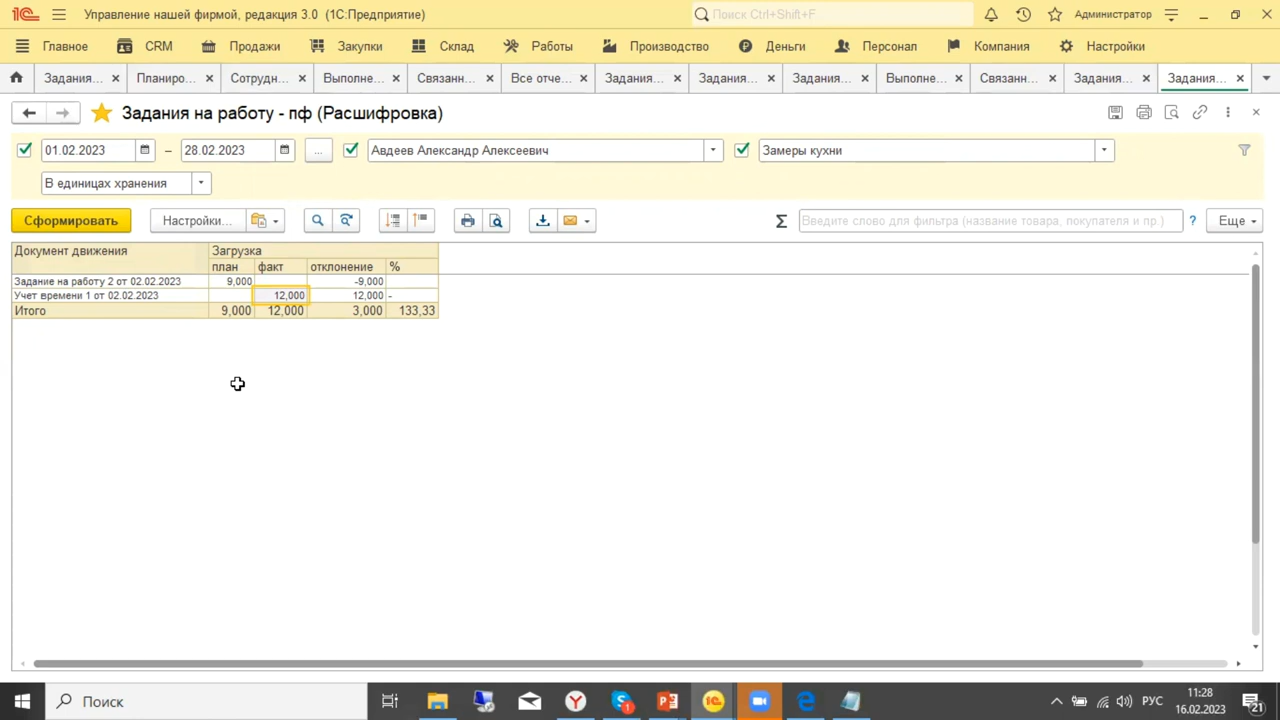 Управление нашей фирмой, редакция 3.0 (1С:Предприятие)
Поиск Ctrl+Shift+F
Администратор
Главное CRM Продажи Закупки Склад Работы Производство Деньги Персонал Компания Настройки
Задания... Планиро... Сотрудн... Выполне... Связанн... Все отче... Задания... Задания... Задания... Выполне... Связанн... Задания... Задания...
Задания на работу - пф (Расшифровка)
01.02.2023 – 28.02.2023 ... Авдеев Александр Алексеевич Замеры кухни
В единицах хранения
Сформировать Настройки... Σ Введите слово для фильтра (название товара, покупателя и пр.) ? Еще
Документ движения Загрузка
план факт отклонение %
Задание на работу 2 от 02.02.2023 9,000 -9,000
Учет времени 1 от 02.02.2023 12,000 12,000 -
Итого 9,000 12,000 3,000 133,33
Поиск
РУС
11:28
16.02.2023
21